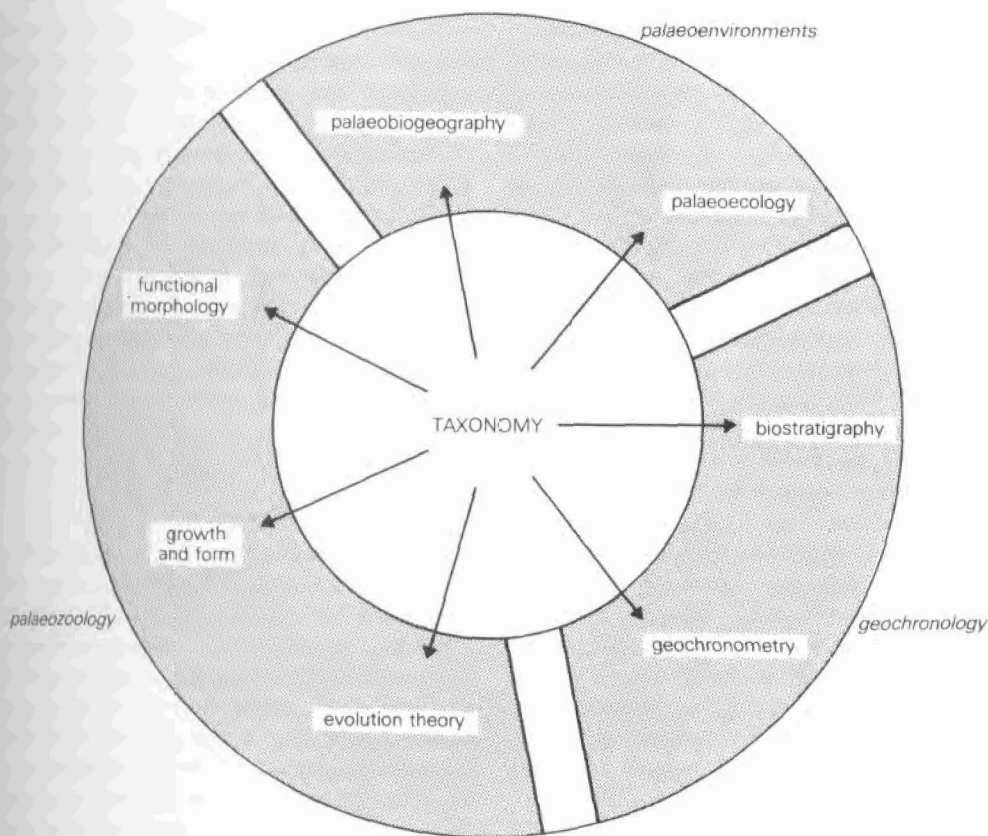 palaeoenvironments
palaeobiogeography
palaeoecology
functional
morphology
TAXONOMY
biostratigraphy
growth
and form
palaeozoology
geochronology
geochronometry
evolution theory